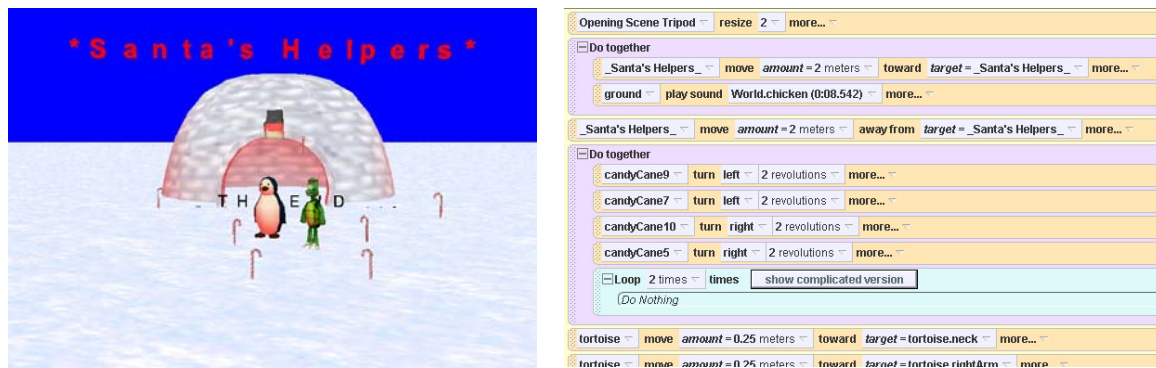 *Santa's Helpers*
TH E D
Opening Scene Tripod resize 2 more...
Do together
_Santa's Helpers_ move amount = 2 meters toward target = _Santa's Helpers_ more...
ground play sound World.chicken (0:08.542) more...
_Santa's Helpers_ move amount = 2 meters away from target = _Santa's Helpers_ more...
Do together
candyCane9 turn left 2 revolutions more...
candyCane7 turn left 2 revolutions more...
candyCane10 turn right 2 revolutions more...
candyCane5 turn right 2 revolutions more...
Loop 2 times times show complicated version
(Do Nothing
tortoise move amount = 0.25 meters toward target = tortoise.neck more...
tortoise move amount = 0.25 meters toward target = tortoise.rightArm more...